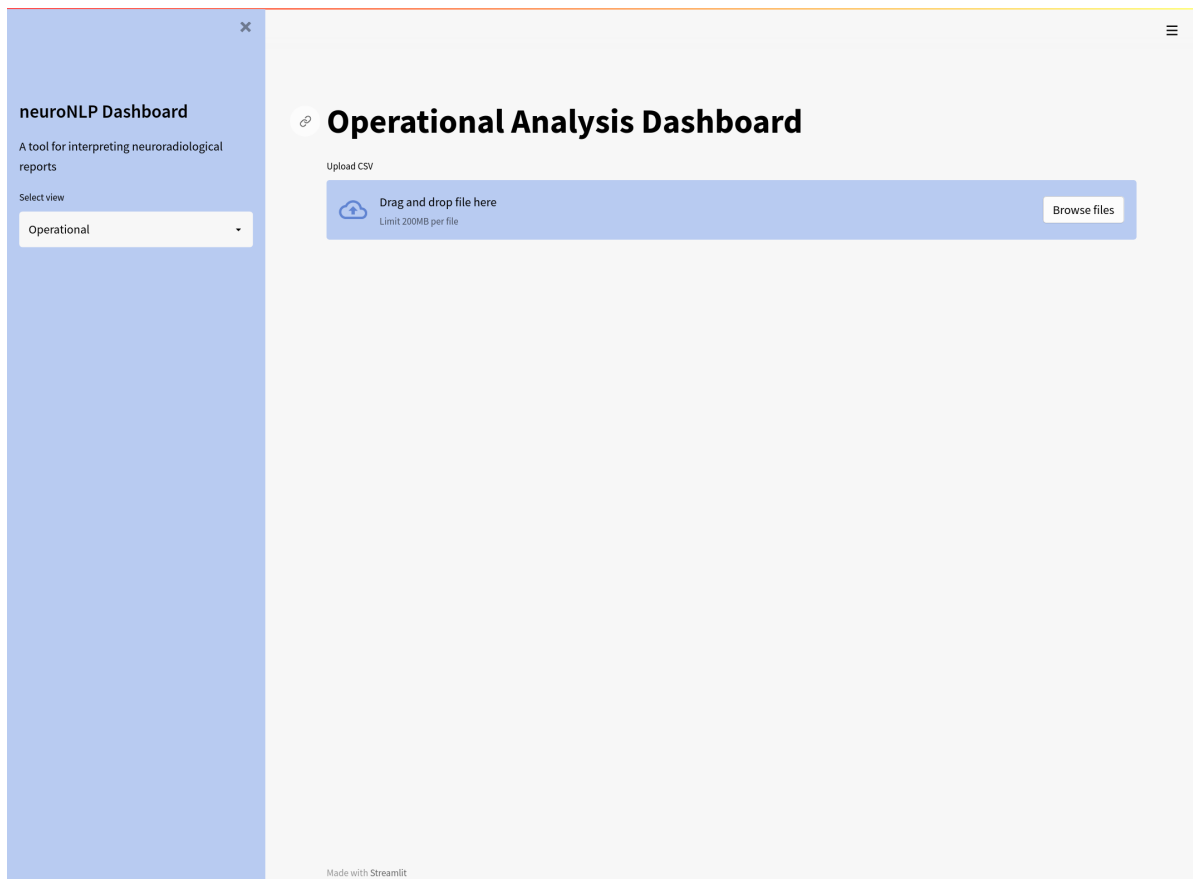 neuroNLP Dashboard
A tool for interpreting neuroradiological
reports
Select view
Operational
Operational Analysis Dashboard
Upload CSV
Drag and drop file here
Limit 200MB per file
Browse files
Made with Streamlit